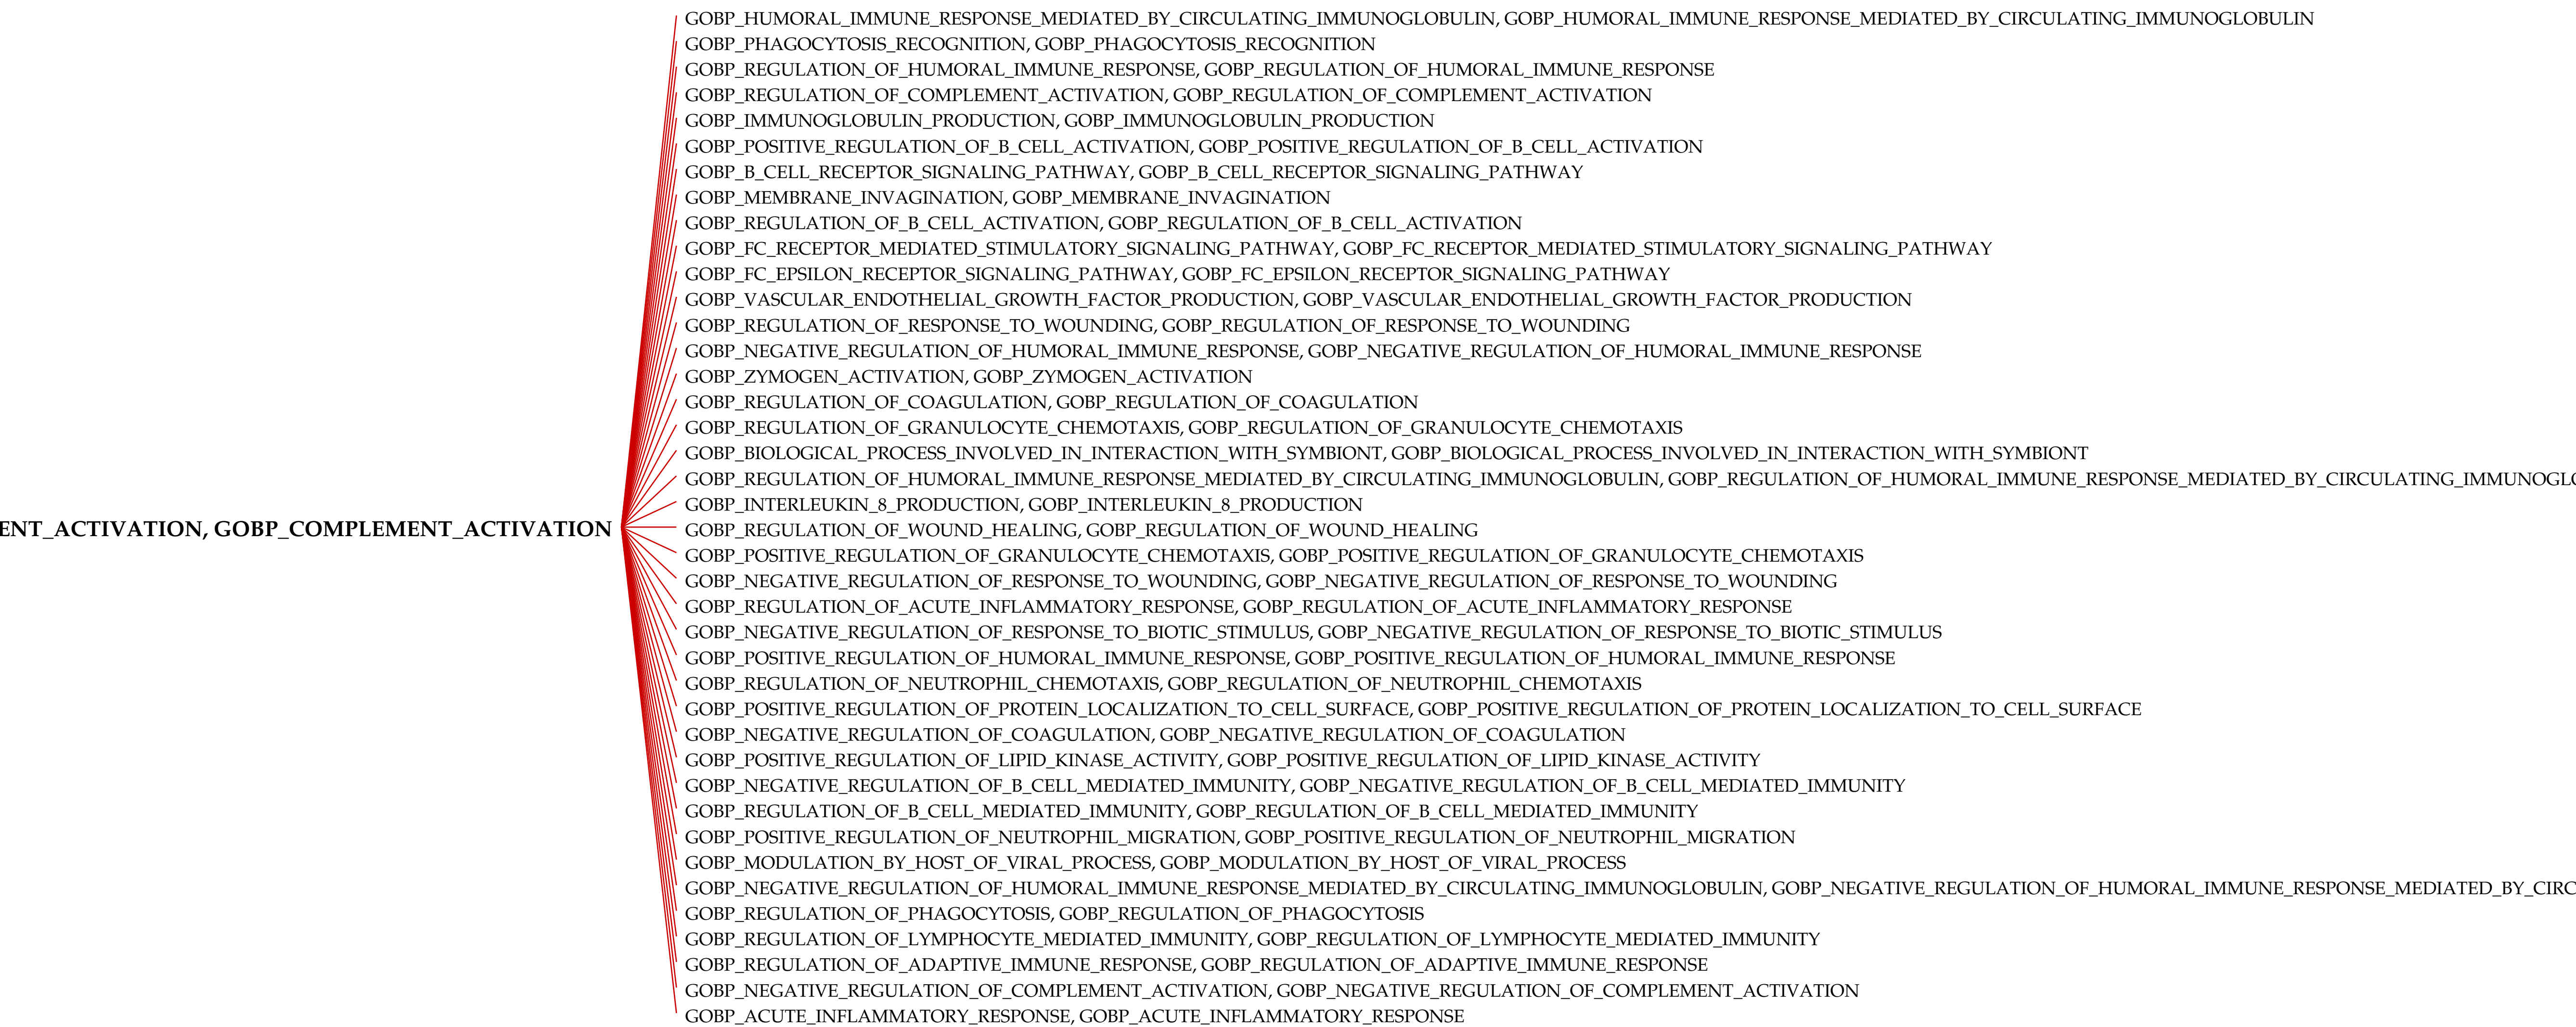 GOBP_HUMORAL_IMMUNE_RESPONSE_MEDIATED_BY_CIRCULATING_IMMUNOGLOBULIN, GOBP_HUMORAL_IMMUNE_RESPONSE_MEDIATED_BY_CIRCULATING_IMMUNOGLOBULIN
GOBP_PHAGOCYTOSIS_RECOGNITION, GOBP_PHAGOCYTOSIS_RECOGNITION
GOBP_REGULATION_OF_HUMORAL_IMMUNE_RESPONSE, GOBP_REGULATION_OF_HUMORAL_IMMUNE_RESPONSE
GOBP_REGULATION_OF_COMPLEMENT_ACTIVATION, GOBP_REGULATION_OF_COMPLEMENT_ACTIVATION
GOBP_IMMUNOGLOBULIN_PRODUCTION, GOBP_IMMUNOGLOBULIN_PRODUCTION
GOBP_POSITIVE_REGULATION_OF_B_CELL_ACTIVATION, GOBP_POSITIVE_REGULATION_OF_B_CELL_ACTIVATION
GOBP_B_CELL_RECEPTOR_SIGNALING_PATHWAY, GOBP_B_CELL_RECEPTOR_SIGNALING_PATHWAY
GOBP_MEMBRANE_INVAGINATION, GOBP_MEMBRANE_INVAGINATION
GOBP_REGULATION_OF_B_CELL_ACTIVATION, GOBP_REGULATION_OF_B_CELL_ACTIVATION
GOBP_FC_RECEPTOR_MEDIATED_STIMULATORY_SIGNALING_PATHWAY, GOBP_FC_RECEPTOR_MEDIATED_STIMULATORY_SIGNALING_PATHWAY
GOBP_FC_EPSILON_RECEPTOR_SIGNALING_PATHWAY, GOBP_FC_EPSILON_RECEPTOR_SIGNALING_PATHWAY
GOBP_VASCULAR_ENDOTHELIAL_GROWTH_FACTOR_PRODUCTION, GOBP_VASCULAR_ENDOTHELIAL_GROWTH_FACTOR_PRODUCTION
GOBP_REGULATION_OF_RESPONSE_TO_WOUNDING, GOBP_REGULATION_OF_RESPONSE_TO_WOUNDING
GOBP_NEGATIVE_REGULATION_OF_HUMORAL_IMMUNE_RESPONSE, GOBP_NEGATIVE_REGULATION_OF_HUMORAL_IMMUNE_RESPONSE
GOBP_ZYMOGEN_ACTIVATION, GOBP_ZYMOGEN_ACTIVATION
GOBP_REGULATION_OF_COAGULATION, GOBP_REGULATION_OF_COAGULATION
GOBP_REGULATION_OF_GRANULOCYTE_CHEMOTAXIS, GOBP_REGULATION_OF_GRANULOCYTE_CHEMOTAXIS
GOBP_BIOLOGICAL_PROCESS_INVOLVED_IN_INTERACTION_WITH_SYMBIONT, GOBP_BIOLOGICAL_PROCESS_INVOLVED_IN_INTERACTION_WITH_SYMBIONT
GOBP_REGULATION_OF_HUMORAL_IMMUNE_RESPONSE_MEDIATED_BY_CIRCULATING_IMMUNOGLOBULIN, GOBP_REGULATION_OF_HUMORAL_IMMUNE_RESPONSE_MEDIATED_BY_CIRCULATING_IMMUNOGL
GOBP_INTERLEUKIN_8_PRODUCTION, GOBP_INTERLEUKIN_8_PRODUCTION
ENT_ACTIVATION, GOBP_COMPLEMENT_ACTIVATION
GOBP_REGULATION_OF_WOUND_HEALING, GOBP_REGULATION_OF_WOUND_HEALING
GOBP_POSITIVE_REGULATION_OF_GRANULOCYTE_CHEMOTAXIS, GOBP_POSITIVE_REGULATION_OF_GRANULOCYTE_CHEMOTAXIS
GOBP_NEGATIVE_REGULATION_OF_RESPONSE_TO_WOUNDING, GOBP_NEGATIVE_REGULATION_OF_RESPONSE_TO_WOUNDING
GOBP_REGULATION_OF_ACUTE_INFLAMMATORY_RESPONSE, GOBP_REGULATION_OF_ACUTE_INFLAMMATORY_RESPONSE
GOBP_NEGATIVE_REGULATION_OF_RESPONSE_TO_BIOTIC_STIMULUS, GOBP_NEGATIVE_REGULATION_OF_RESPONSE_TO_BIOTIC_STIMULUS
GOBP_POSITIVE_REGULATION_OF_HUMORAL_IMMUNE_RESPONSE, GOBP_POSITIVE_REGULATION_OF_HUMORAL_IMMUNE_RESPONSE
GOBP_REGULATION_OF_NEUTROPHIL_CHEMOTAXIS, GOBP_REGULATION_OF_NEUTROPHIL_CHEMOTAXIS
GOBP_POSITIVE_REGULATION_OF_PROTEIN_LOCALIZATION_TO_CELL_SURFACE, GOBP_POSITIVE_REGULATION_OF_PROTEIN_LOCALIZATION_TO_CELL_SURFACE
GOBP_NEGATIVE_REGULATION_OF_COAGULATION, GOBP_NEGATIVE_REGULATION_OF_COAGULATION
GOBP_POSITIVE_REGULATION_OF_LIPID_KINASE_ACTIVITY, GOBP_POSITIVE_REGULATION_OF_LIPID_KINASE_ACTIVITY
GOBP_NEGATIVE_REGULATION_OF_B_CELL_MEDIATED_IMMUNITY, GOBP_NEGATIVE_REGULATION_OF_B_CELL_MEDIATED_IMMUNITY
GOBP_REGULATION_OF_B_CELL_MEDIATED_IMMUNITY, GOBP_REGULATION_OF_B_CELL_MEDIATED_IMMUNITY
GOBP_POSITIVE_REGULATION_OF_NEUTROPHIL_MIGRATION, GOBP_POSITIVE_REGULATION_OF_NEUTROPHIL_MIGRATION
GOBP_MODULATION_BY_HOST_OF_VIRAL_PROCESS, GOBP_MODULATION_BY_HOST_OF_VIRAL_PROCESS
GOBP_NEGATIVE_REGULATION_OF_HUMORAL_IMMUNE_RESPONSE_MEDIATED_BY_CIRCULATING_IMMUNOGLOBULIN, GOBP_NEGATIVE_REGULATION_OF_HUMORAL_IMMUNE_RESPONSE_MEDIATED_BY_CIRC
GOBP_REGULATION_OF_PHAGOCYTOSIS, GOBP_REGULATION_OF_PHAGOCYTOSIS
GOBP_REGULATION_OF_LYMPHOCYTE_MEDIATED_IMMUNITY, GOBP_REGULATION_OF_LYMPHOCYTE_MEDIATED_IMMUNITY
GOBP_REGULATION_OF_ADAPTIVE_IMMUNE_RESPONSE, GOBP_REGULATION_OF_ADAPTIVE_IMMUNE_RESPONSE
GOBP_NEGATIVE_REGULATION_OF_COMPLEMENT_ACTIVATION, GOBP_NEGATIVE_REGULATION_OF_COMPLEMENT_ACTIVATION
GOBP_ACUTE_INFLAMMATORY_RESPONSE, GOBP_ACUTE_INFLAMMATORY_RESPONSE